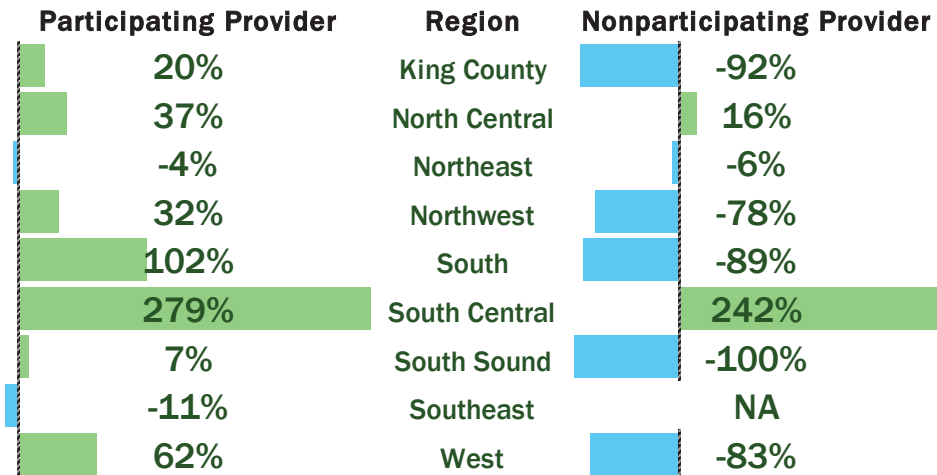 Participating Provider Region Nonparticipating Provider
20% King County -92%
37% North Central 16%
-4% Northeast -6%
32% Northwest -78%
102% South -89%
279% South Central 242%
7% South Sound -100%
-11% Southeast NA
62% West -83%